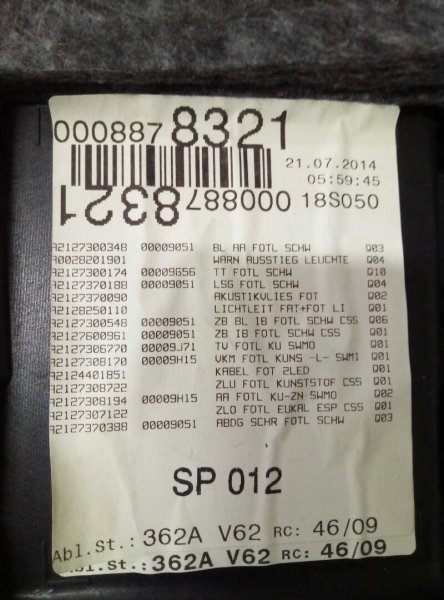 0000887 8321
21.07.2014
05:59:45
0000887 8321 18S050
A2127300348 00009051 BL AA FOTL SCHW Q03
A0028201901 WARN AUSSTIEG LEUCHTE Q04
A2127300174 00009G56 TT FOTL SCHW Q10
A2127370188 00009051 LSG FOTL SCHW Q04
A2127370090 AKUSTIKVLIES FOT Q02
A2128250110 LICHTLEIT FAT+FOT LI Q01
A2127300548 00009051 ZB BL IB FOTL SCHW CSS Q06
A2127600961 00009051 ZB IB FOTL SCHW CSS Q01
A2127306770 00009J71 TV FOTL KU SWMO Q01
A2127308170 00009H15 VKM FOTL KUNS -L- SWMI Q01
A2124401851 KABEL FOT 2LED Q01
A2127308722 ZLU FOTL KUNSTSTOF CSS Q01
A2127308194 00009H15 AA FOTL KU-ZN SWMO Q02
A2127307122 ZLO FOTL EUKAL ESP CSS Q01
A2127370388 00009051 ABDG SCHR FOTL SCHW Q03
SP 012
Abl.St.: 362A V62 RC: 46/09
Abl.St.: 362A V62 RC: 46/09